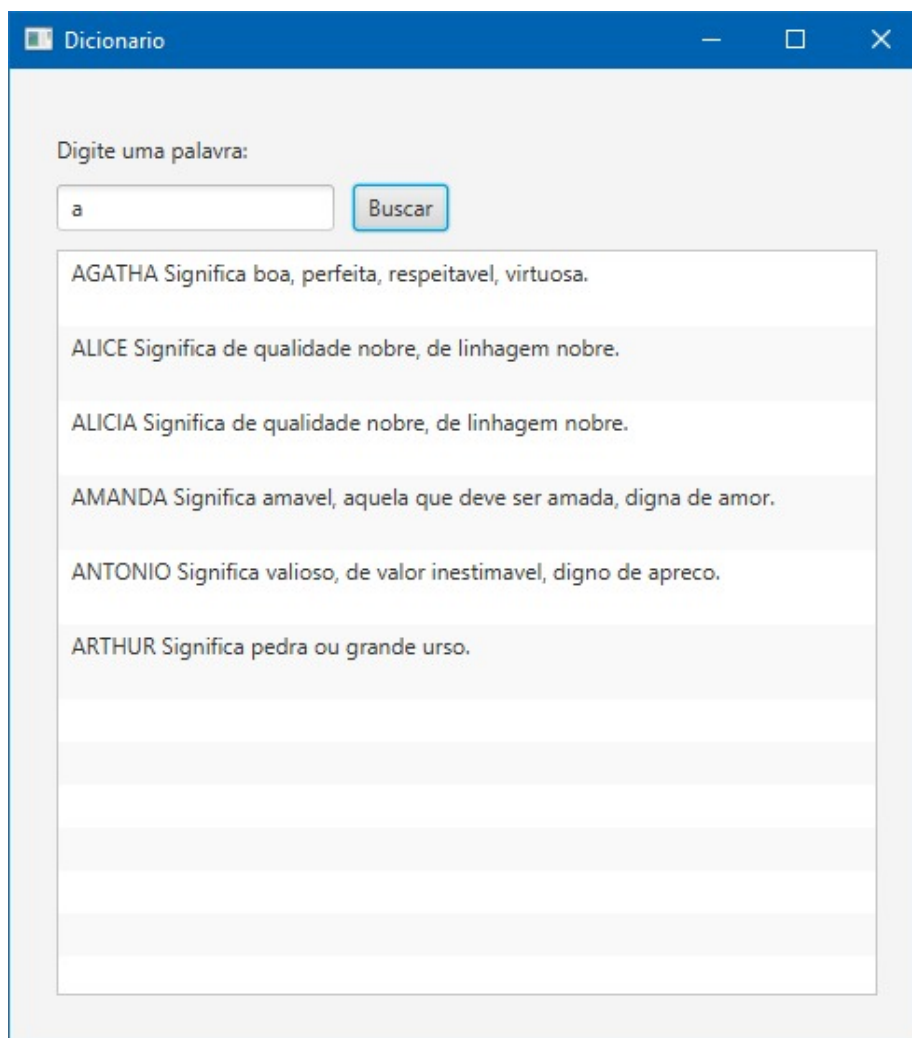 Dicionario
Digite uma palavra:
a
Buscar
AGATHA Significa boa, perfeita, respeitavel, virtuosa.
ALICE Significa de qualidade nobre, de linhagem nobre.
ALICIA Significa de qualidade nobre, de linhagem nobre.
AMANDA Significa amavel, aquela que deve ser amada, digna de amor.
ANTONIO Significa valioso, de valor inestimavel, digno de apreco.
ARTHUR Significa pedra ou grande urso.